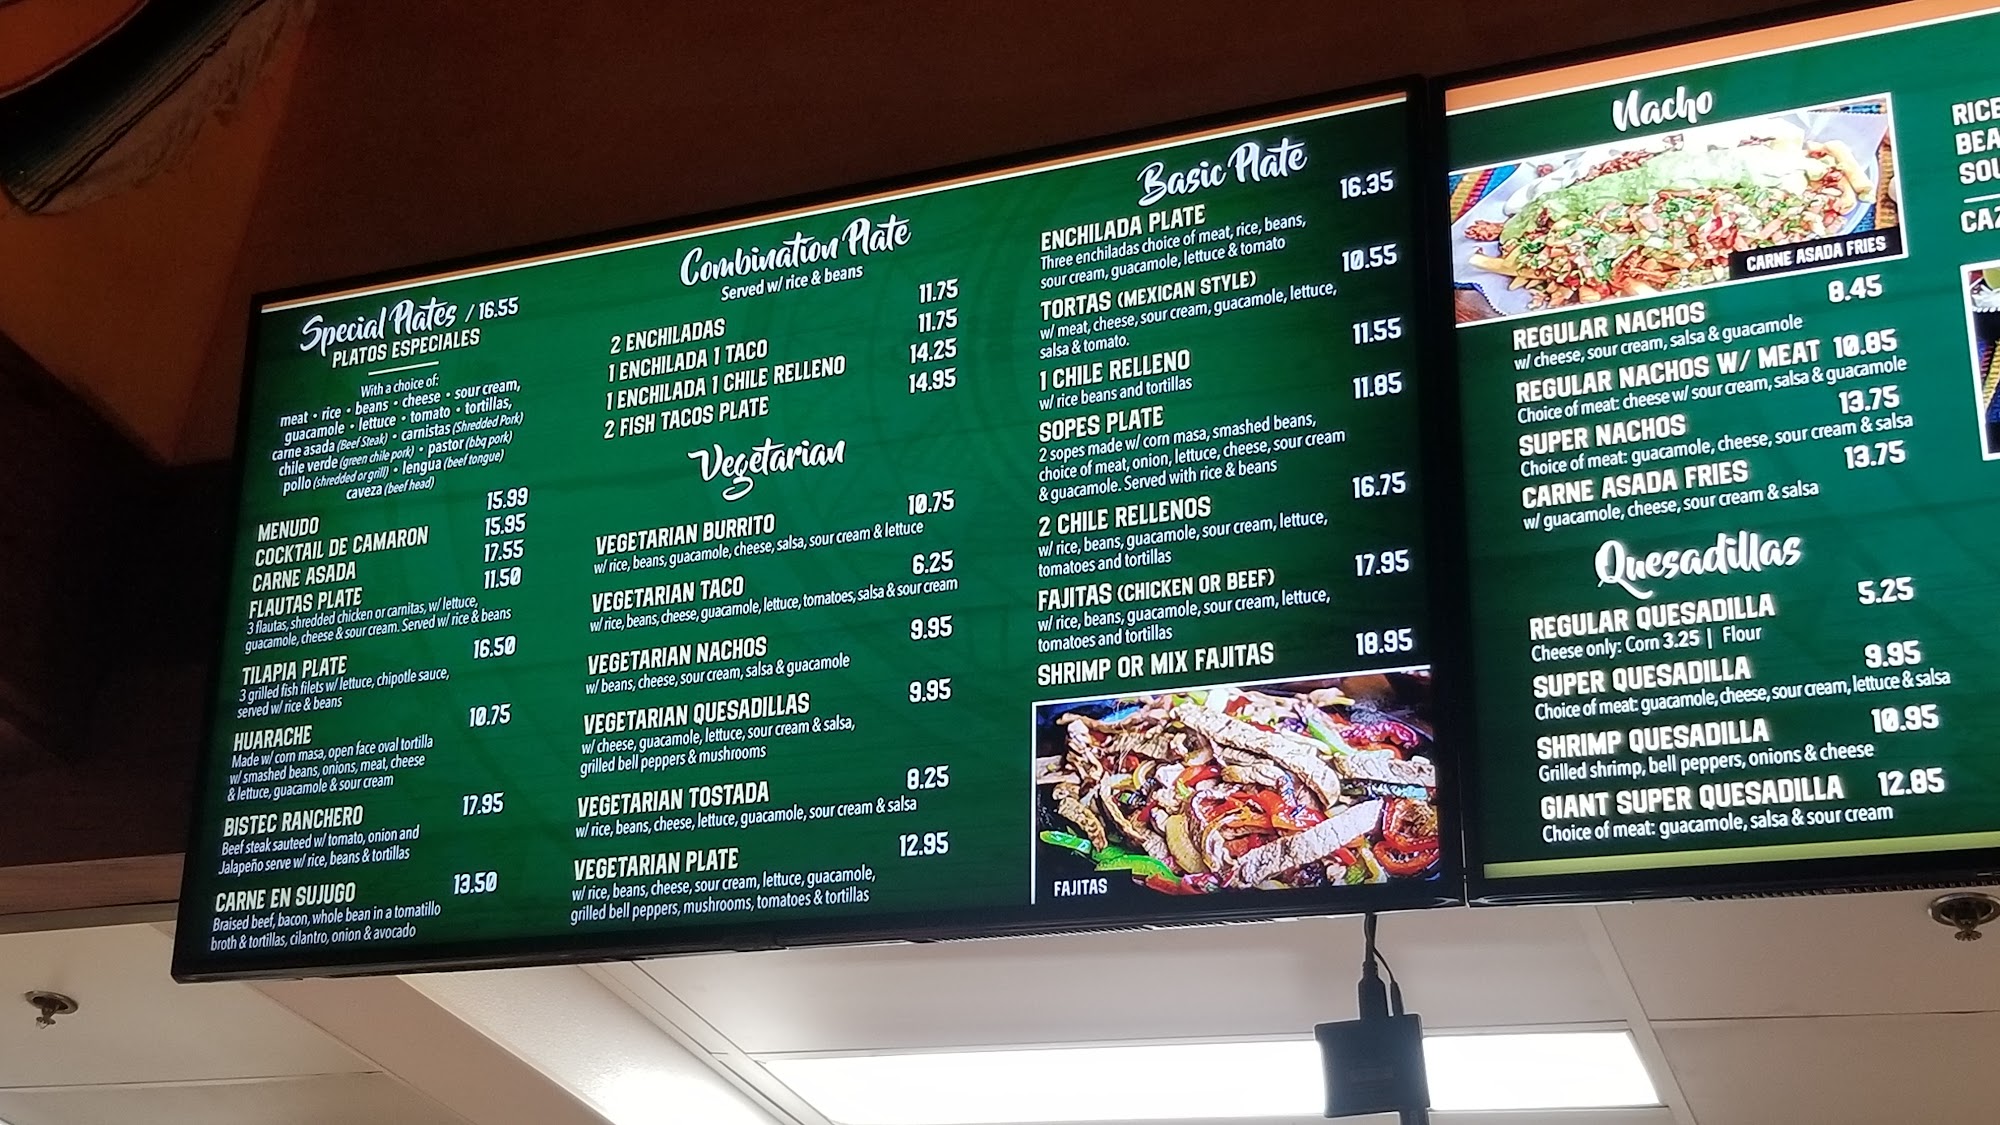 Special Plates / 16.55
PLATOS ESPECIALES
With a choice of:
meat • rice • beans • cheese • sour cream,
guacamole • lettuce • tomato • tortillas,
carne asada (Beef Steak) • carnistas (Shredded Pork)
chile verde (green chile pork) • pastor (bbq pork)
pollo (shredded or grill) • lengua (beef tongue)
caveza (beef head)
MENUDO 15.99
COCKTAIL DE CAMARON 15.95
CARNE ASADA 17.55
FLAUTAS PLATE 11.50
3 flautas, shredded chicken or carnitas, w/ lettuce,
guacamole, cheese & sour cream. Served w/ rice & beans
TILAPIA PLATE 16.50
3 grilled fish filets w/ lettuce, chipotle sauce,
served w/ rice & beans
HUARACHE 10.75
Made w/ corn masa, open face oval tortilla
w/ smashed beans, onions, meat, cheese
& lettuce, guacamole & sour cream
BISTEC RANCHERO 17.95
Beef steak sauteed w/ tomato, onion and
Jalapeño serve w/ rice, beans & tortillas
CARNE EN SUJUGO 13.50
Braised beef, bacon, whole bean in a tomatillo
broth & tortillas, cilantro, onion & avocado
Combination Plate
Served w/ rice & beans
2 ENCHILADAS 11.75
1 ENCHILADA 1 TACO 11.75
1 ENCHILADA 1 CHILE RELLENO 14.25
2 FISH TACOS PLATE 14.95
Vegetarian
VEGETARIAN BURRITO 10.75
w/ rice, beans, guacamole, cheese, salsa, sour cream & lettuce
VEGETARIAN TACO 6.25
w/ rice, beans, cheese, guacamole, lettuce, tomatoes, salsa & sour cream
VEGETARIAN NACHOS 9.95
w/ beans, cheese, sour cream, salsa & guacamole
VEGETARIAN QUESADILLAS 9.95
w/ cheese, guacamole, lettuce, sour cream & salsa,
grilled bell peppers & mushrooms
VEGETARIAN TOSTADA 8.25
w/ rice, beans, cheese, lettuce, guacamole, sour cream & salsa
VEGETARIAN PLATE 12.95
w/ rice, beans, cheese, sour cream, lettuce, guacamole,
grilled bell peppers, mushrooms, tomatoes & tortillas
Basic Plate
ENCHILADA PLATE 16.35
Three enchiladas choice of meat, rice, beans,
sour cream, guacamole, lettuce & tomato
TORTAS (MEXICAN STYLE) 10.55
w/ meat, cheese, sour cream, guacamole, lettuce,
salsa & tomato.
1 CHILE RELLENO 11.55
w/ rice beans and tortillas
SOPES PLATE 11.85
2 sopes made w/ corn masa, smashed beans,
choice of meat, onion, lettuce, cheese, sour cream
& guacamole. Served with rice & beans
2 CHILE RELLENOS 16.75
w/ rice, beans, guacamole, sour cream, lettuce,
tomatoes and tortillas
FAJITAS (CHICKEN OR BEEF) 17.95
w/ rice, beans, guacamole, sour cream, lettuce,
tomatoes and tortillas
SHRIMP OR MIX FAJITAS 18.95
FAJITAS
Nacho
CARNE ASADA FRIES
REGULAR NACHOS 8.45
w/ cheese, sour cream, salsa & guacamole
REGULAR NACHOS W/ MEAT 10.85
Choice of meat: cheese w/ sour cream, salsa & guacamole
SUPER NACHOS 13.75
Choice of meat: guacamole, cheese, sour cream & salsa
CARNE ASADA FRIES 13.75
w/ guacamole, cheese, sour cream & salsa
Quesadillas
REGULAR QUESADILLA 5.25
Cheese only: Corn 3.25 | Flour
SUPER QUESADILLA 9.95
Choice of meat: guacamole, cheese, sour cream, lettuce & salsa
SHRIMP QUESADILLA 10.95
Grilled shrimp, bell peppers, onions & cheese
GIANT SUPER QUESADILLA 12.85
Choice of meat: guacamole, salsa & sour cream
RICE
BEA
SOU
CAZ